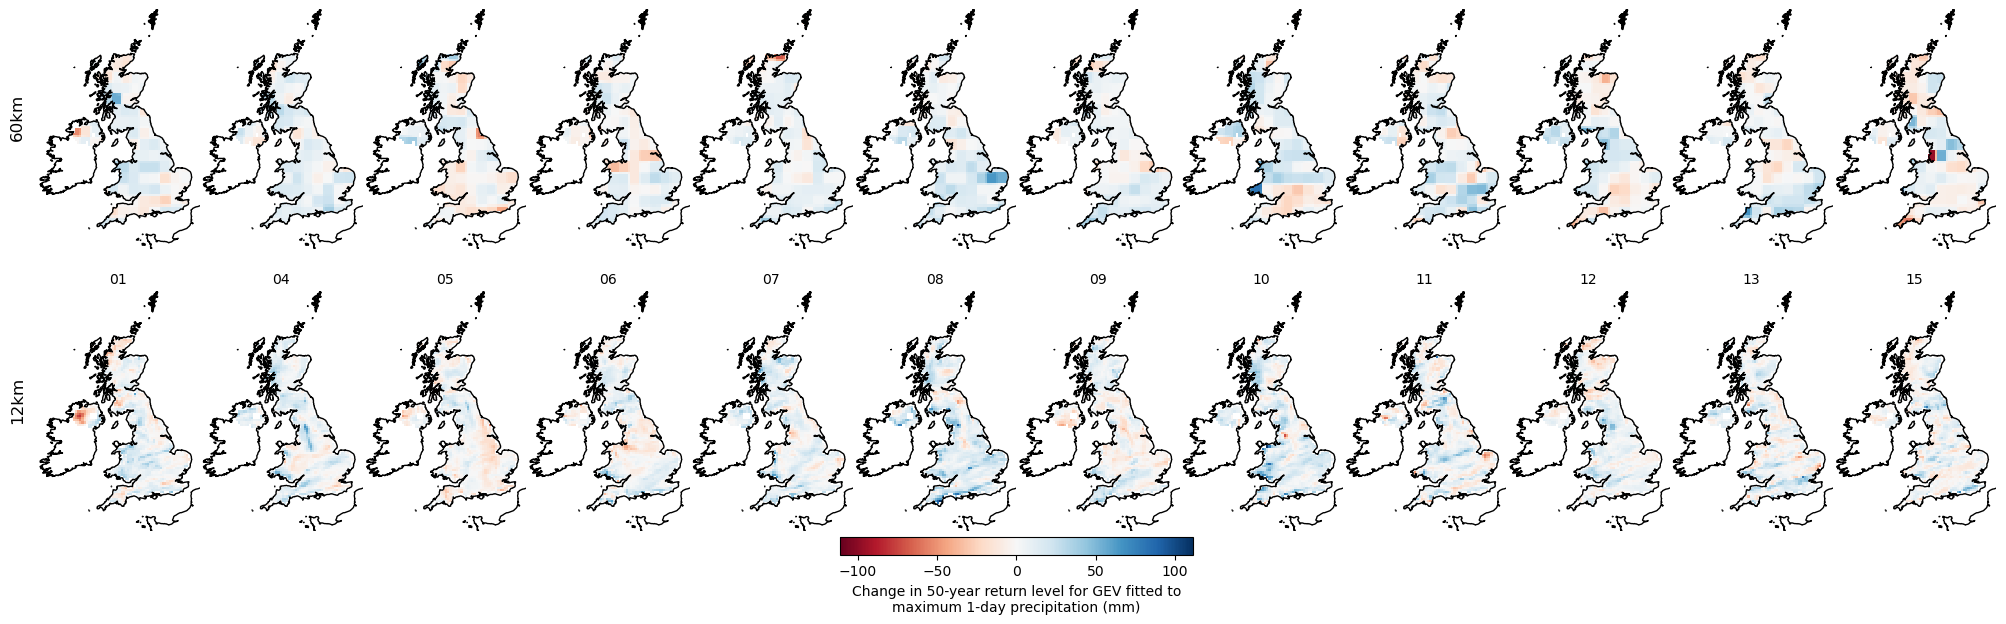 60km
01 04 05 06 07 08 09 10 11 12 13 15
12km
−100 −50 0 50 100
Change in 50-year return level for GEV fitted to
maximum 1-day precipitation (mm)